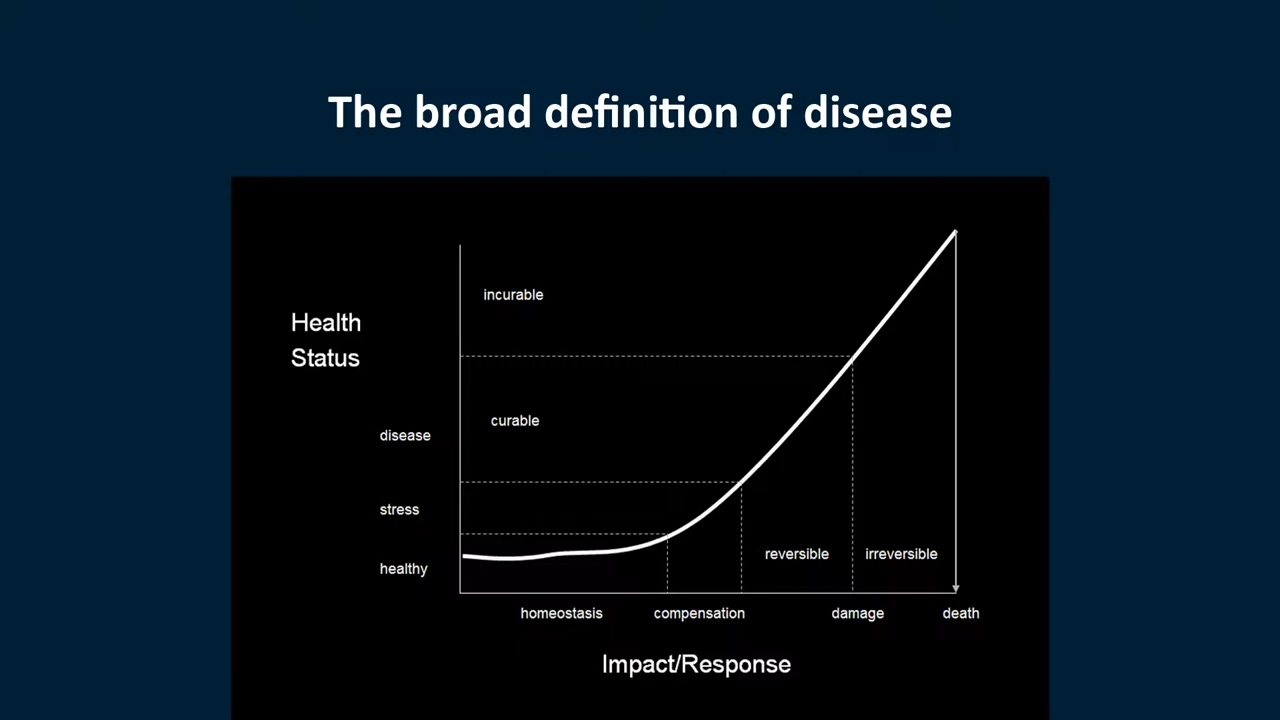 The broad definition of disease
incurable
Health
Status
curable
disease
stress
reversible
irreversible
healthy
homeostasis
compensation
damage
death
Impact/Response